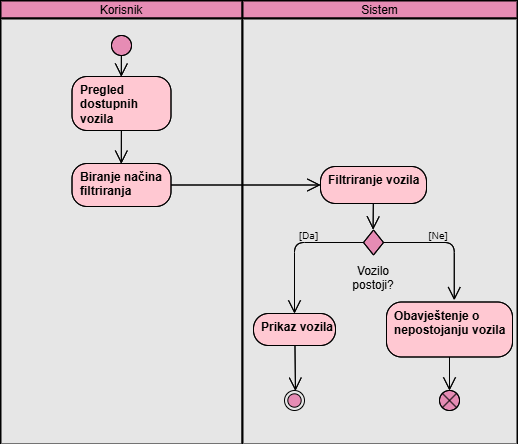 Korisnik
Sistem
Pregled
dostupnih
vozila
Biranje načina
filtriranja
Filtriranje vozila
[Da]
[Ne]
Vozilo
postoji?
Prikaz vozila
Obavještenje o
nepostojanju vozila